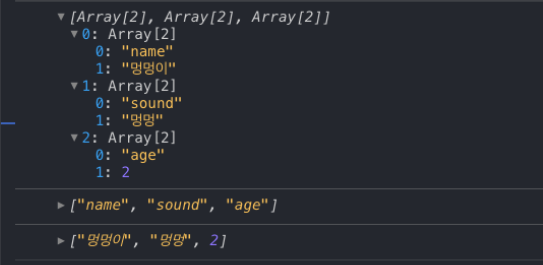 ▼[Array[2], Array[2], Array[2]]
▼0: Array[2]
0: "name"
1: "멍멍이"
▼1: Array[2]
0: "sound"
1: "멍멍"
▼2: Array[2]
0: "age"
1: 2
▶["name", "sound", "age"]
▶["멍멍이", "멍멍", 2]